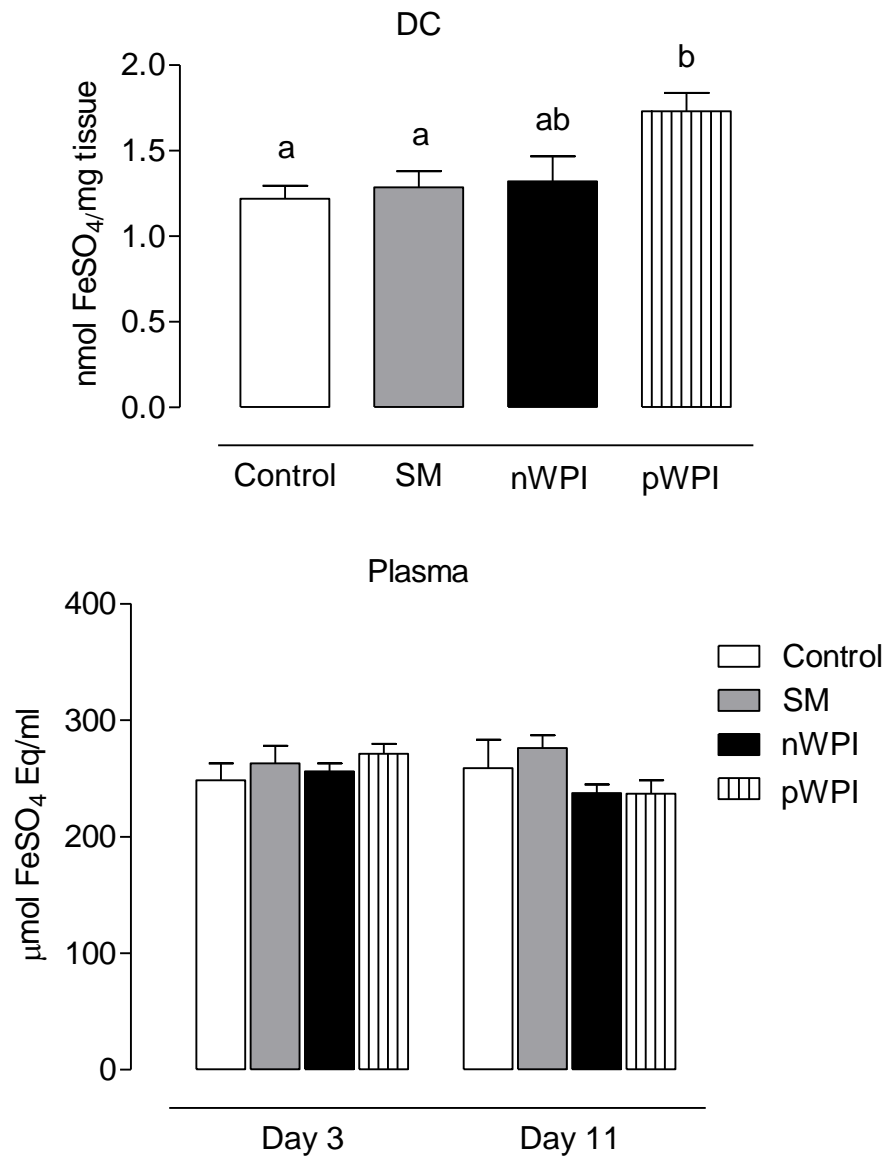 DC
nmol FeSO4/mg tissue
2.0
1.5
1.0
0.5
0.0
a
a
ab
b
Control
SM
nWPI
pWPI
Plasma
μmol FeSO4 Eq/ml
400
300
200
100
0
Control
SM
nWPI
pWPI
Day 3
Day 11